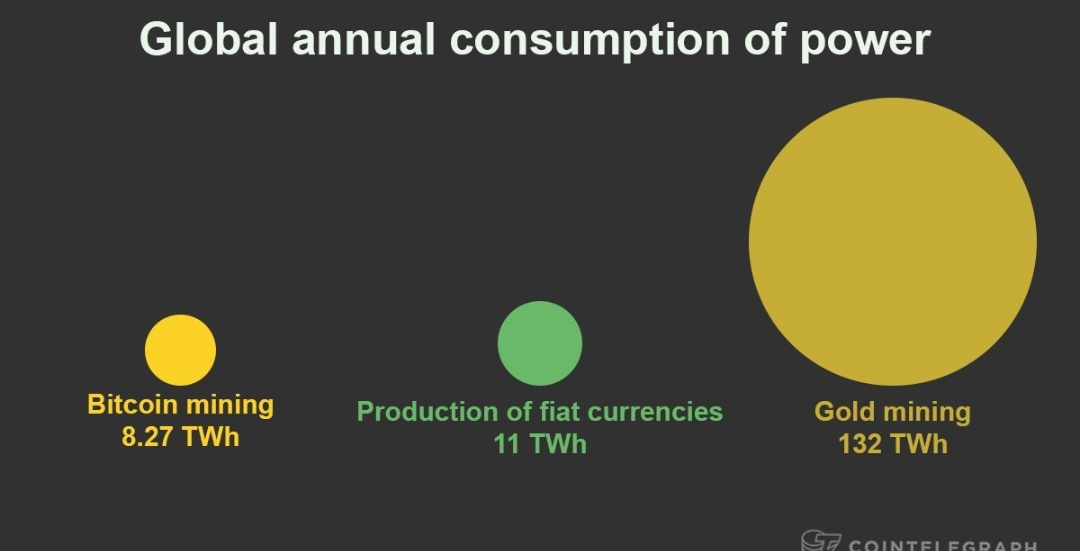 Global annual consumption of power
Bitcoin mining
8.27 TWh
Production of fiat currencies
11 TWh
Gold mining
132 TWh
COINTELEGRAPH